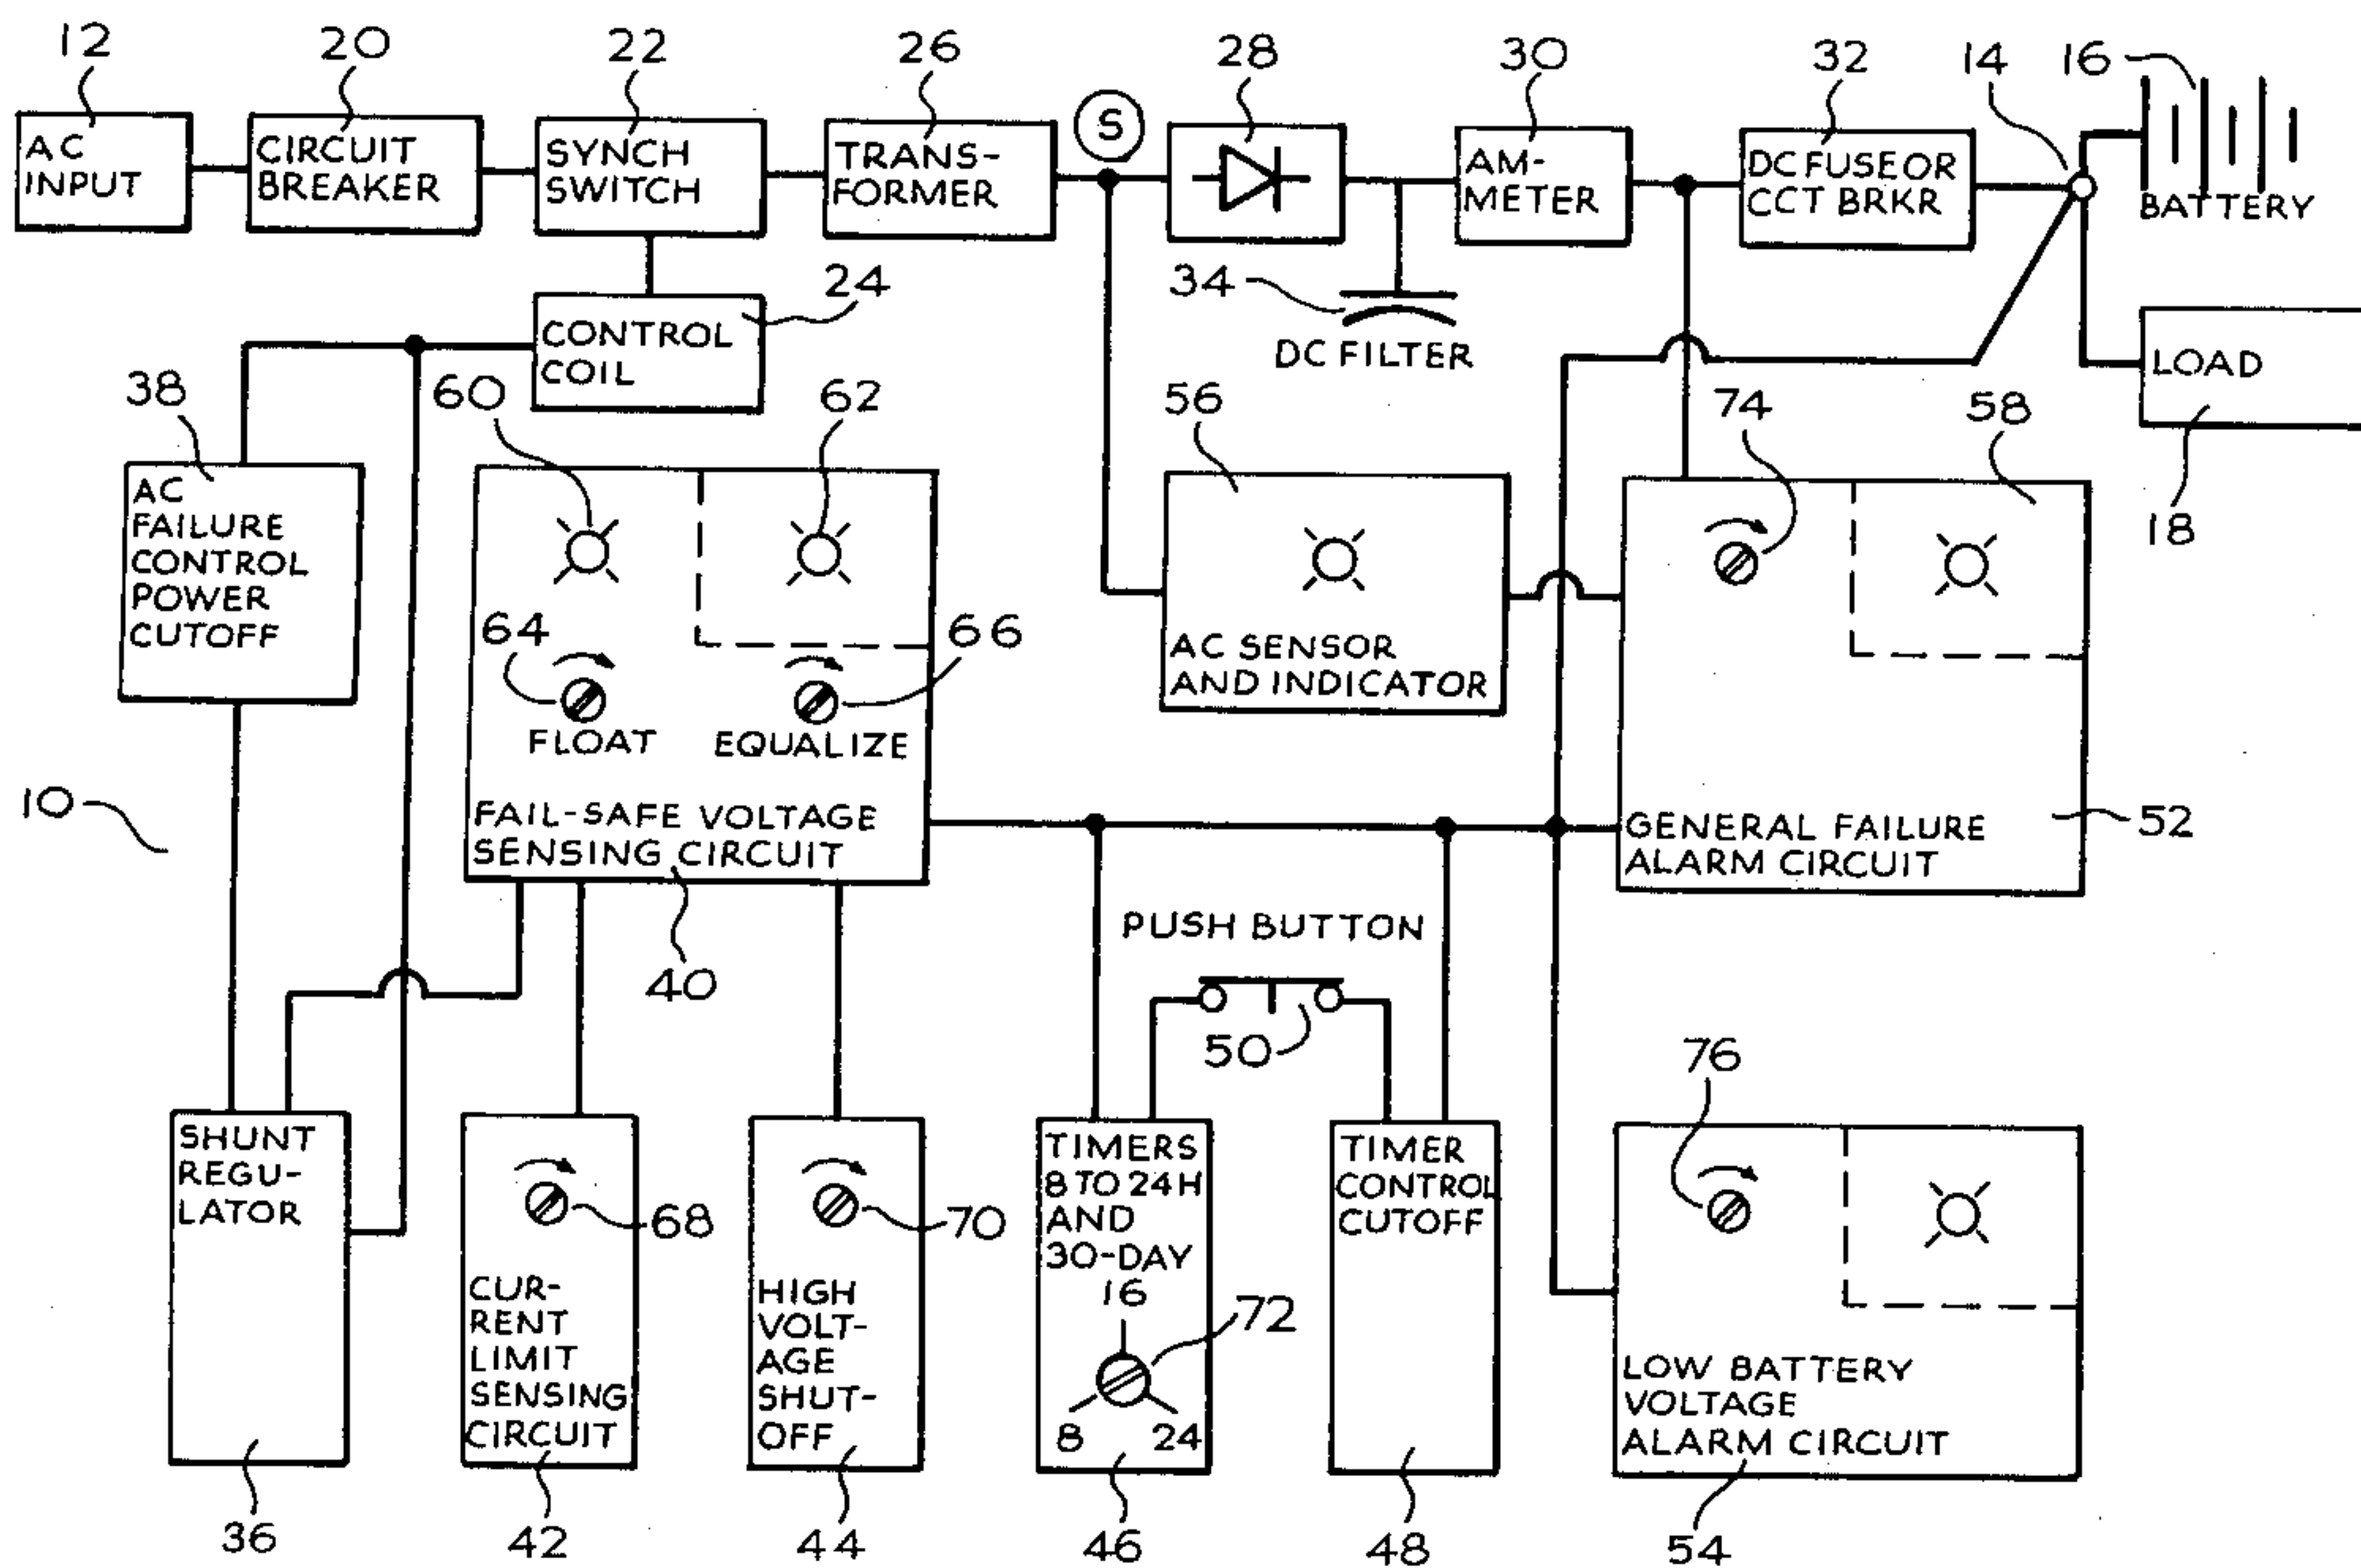 12
20
22
26
S
28
30
32
14
16
AC
INPUT
CIRCUIT
BREAKER
SYNCH
SWITCH
TRANS-
FORMER
AM-
METER
DC FUSE OR
CCT BRKR
BATTERY
24
CONTROL
COIL
34
DC FILTER
LOAD
18
38
AC
FAILURE
CONTROL
POWER
CUTOFF
60
62
64
66
FLOAT
EQUALIZE
FAIL-SAFE VOLTAGE
SENSING CIRCUIT
40
56
AC SENSOR
AND INDICATOR
74
58
GENERAL FAILURE
ALARM CIRCUIT
52
10
PUSH BUTTON
50
SHUNT
REGU-
LATOR
36
68
CUR-
RENT
LIMIT
SENSING
CIRCUIT
42
70
HIGH
VOLT-
AGE
SHUT-
OFF
44
TIMERS
8 TO 24 H
AND
30-DAY
16
72
8
24
46
TIMER
CONTROL
CUTOFF
48
76
LOW BATTERY
VOLTAGE
ALARM CIRCUIT
54